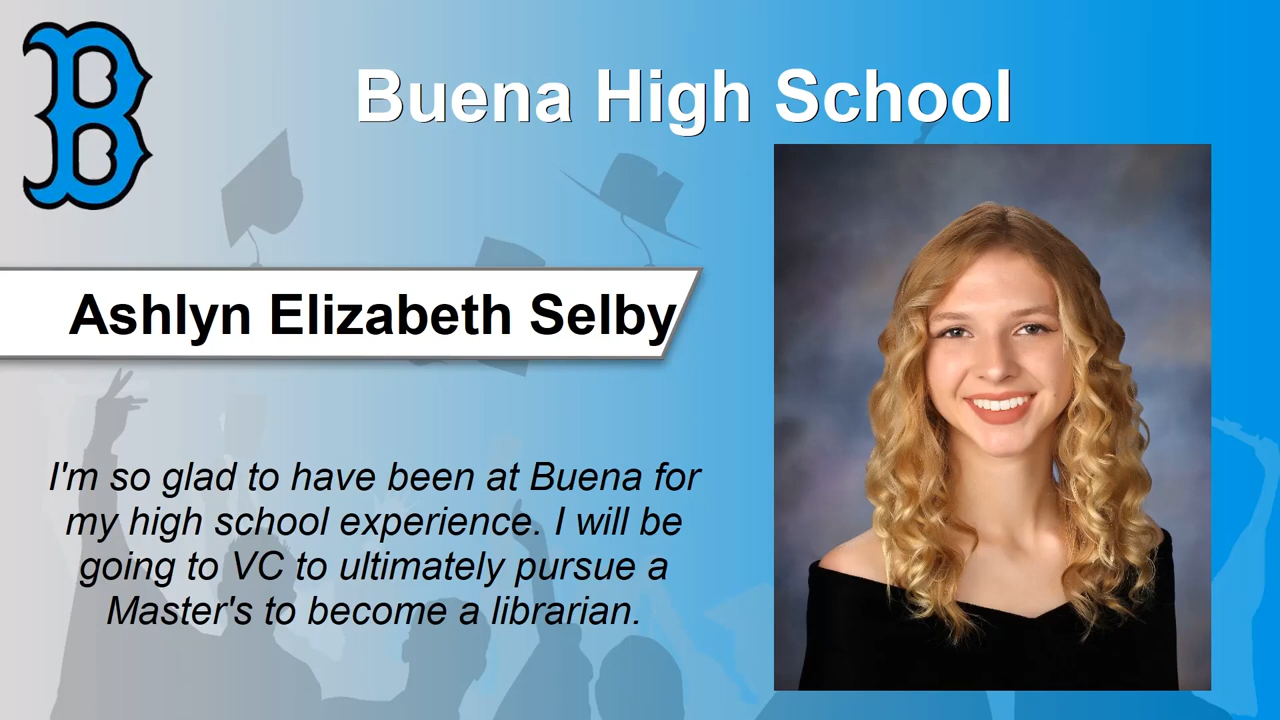 B
Buena High School
Ashlyn Elizabeth Selby
I'm so glad to have been at Buena for
my high school experience. I will be
going to VC to ultimately pursue a
Master's to become a librarian.